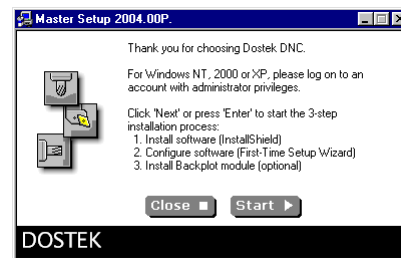 Master Setup 2004.00P.
Thank you for choosing Dostek DNC.
For Windows NT, 2000 or XP, please log on to an
account with administrator privileges.
Click 'Next' or press 'Enter' to start the 3-step
installation process:
1. Install software (InstallShield)
2. Configure software (First-Time Setup Wizard)
3. Install Backplot module (optional)
Close
Start
DOSTEK